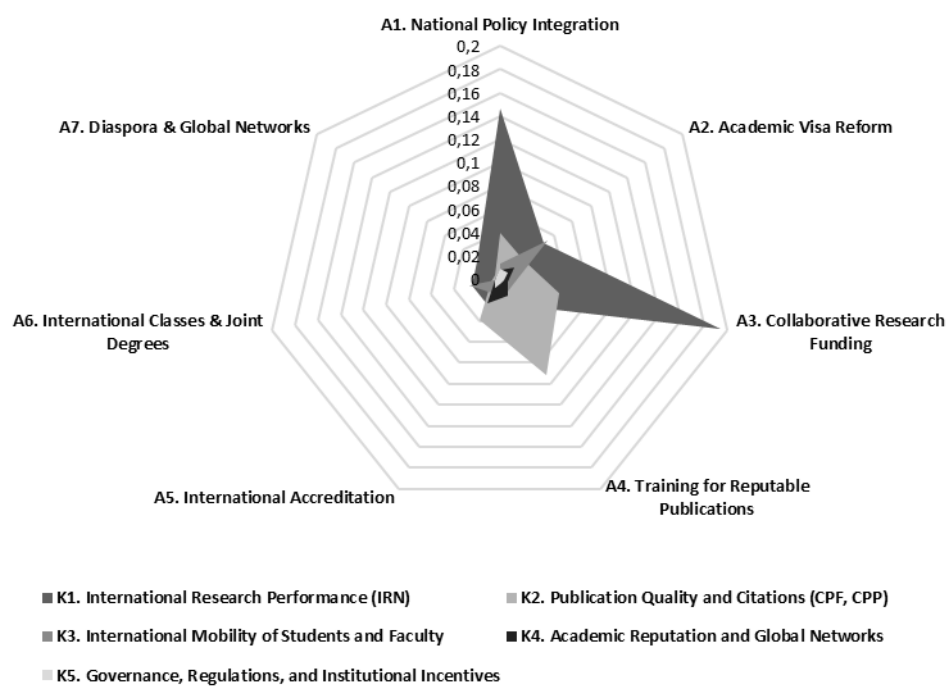 A1. National Policy Integration
0,2
0,18
0,16
0,14
0,12
0,1
0,08
0,06
0,04
0,02
0
A2. Academic Visa Reform
A3. Collaborative Research
Funding
A4. Training for Reputable
Publications
A5. International Accreditation
A6. International Classes & Joint
Degrees
A7. Diaspora & Global Networks
K1. International Research Performance (IRN)
K2. Publication Quality and Citations (CPF, CPP)
K3. International Mobility of Students and Faculty
K4. Academic Reputation and Global Networks
K5. Governance, Regulations, and Institutional Incentives